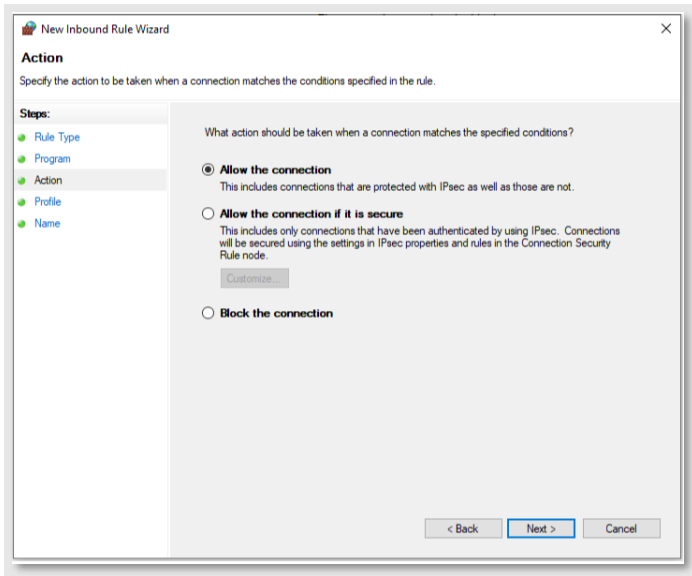 New Inbound Rule Wizard
Action
Specify the action to be taken when a connection matches the conditions specified in the rule.
Steps:
Rule Type
Program
Action
Profile
Name
What action should be taken when a connection matches the specified conditions?
Allow the connection
This includes connections that are protected with IPsec as well as those are not.
Allow the connection if it is secure
This includes only connections that have been authenticated by using IPsec. Connections
will be secured using the settings in IPsec properties and rules in the Connection Security
Rule node.
Customize...
Block the connection
< Back
Next >
Cancel